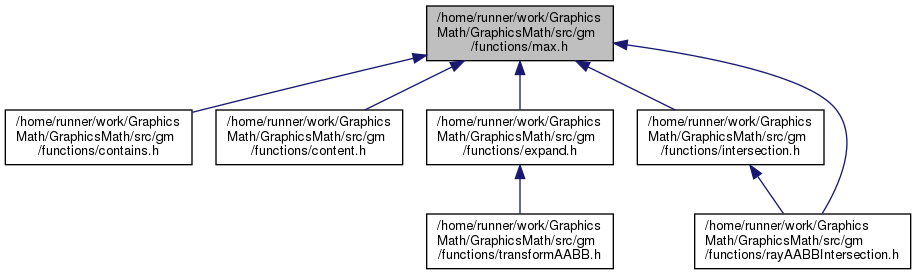 /home/runner/work/Graphics
Math/GraphicsMath/src/gm
/functions/max.h
/home/runner/work/Graphics
Math/GraphicsMath/src/gm
/functions/contains.h
/home/runner/work/Graphics
Math/GraphicsMath/src/gm
/functions/content.h
/home/runner/work/Graphics
Math/GraphicsMath/src/gm
/functions/expand.h
/home/runner/work/Graphics
Math/GraphicsMath/src/gm
/functions/intersection.h
/home/runner/work/Graphics
Math/GraphicsMath/src/gm
/functions/transformAABB.h
/home/runner/work/Graphics
Math/GraphicsMath/src/gm
/functions/rayAABBIntersection.h